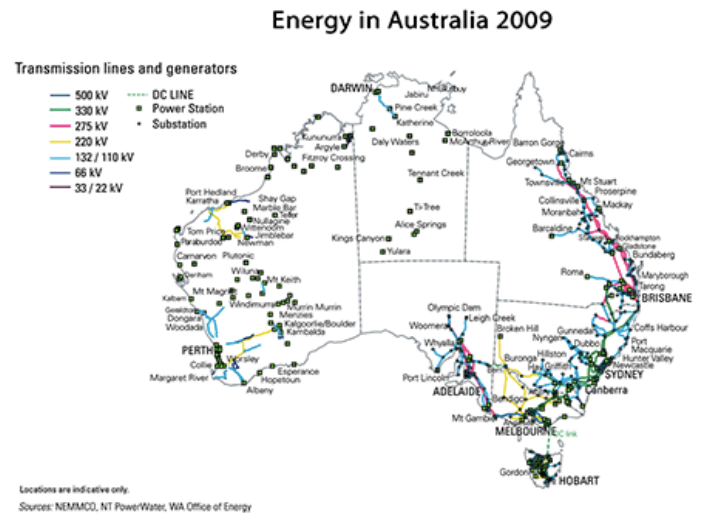 Energy in Australia 2009
Transmission lines and generators
500 kV
330 kV
275 kV
220 kV
132 / 110 kV
66 kV
33 / 22 kV
DC LINE
Power Station
Substation
DARWIN
Jabiru
Pine Creek
Katherine
Kununurra
Argyle
Daly Waters
Borroloola
McArthur River
Derby
Broome
Fitzroy Crossing
Tennant Creek
Barron Gorge
Cairns
Georgetown
Townsville
Mt Stuart
Proserpine
Collinsville
Mackay
Moranbah
Barcaldine
Rockhampton
Gladstone
Bundaberg
Roma
Maryborough
Tarong
BRISBANE
Port Hedland
Karratha
Shay Gap
Marble Bar
Telfer
Nullagine
Wittenoom
Jimblebar
Tom Price
Paraburdoo
Newman
Ti-Tree
Alice Springs
Kings Canyon
Yulara
Carnarvon
Plutonic
Denham
Wiluna
Mt Keith
Kalbarri
Mt Magnet
Windimurra
Murrin Murrin
Menzies
Geraldton
Dongara
Woodada
Kalgoorlie/Boulder
Kambalda
PERTH
Collie
Worsley
Margaret River
Esperance
Hopetoun
Albeny
Olympic Dam
Leigh Creek
Woomera
Whyalla
Port Lincoln
ADELAIDE
Mt Gambier
Broken Hill
Buronga
Bendigo
MELBOURNE
DC link
Gunnedah
Nyngen
Dubbo
Hillston
Griffith
Coffs Harbour
Port
Macquarie
Hunter Valley
Newcastle
SYDNEY
Canberra
Gordon
HOBART
Locations are indicative only.
Sources: NEMMCO, NT PowerWater, WA Office of Energy